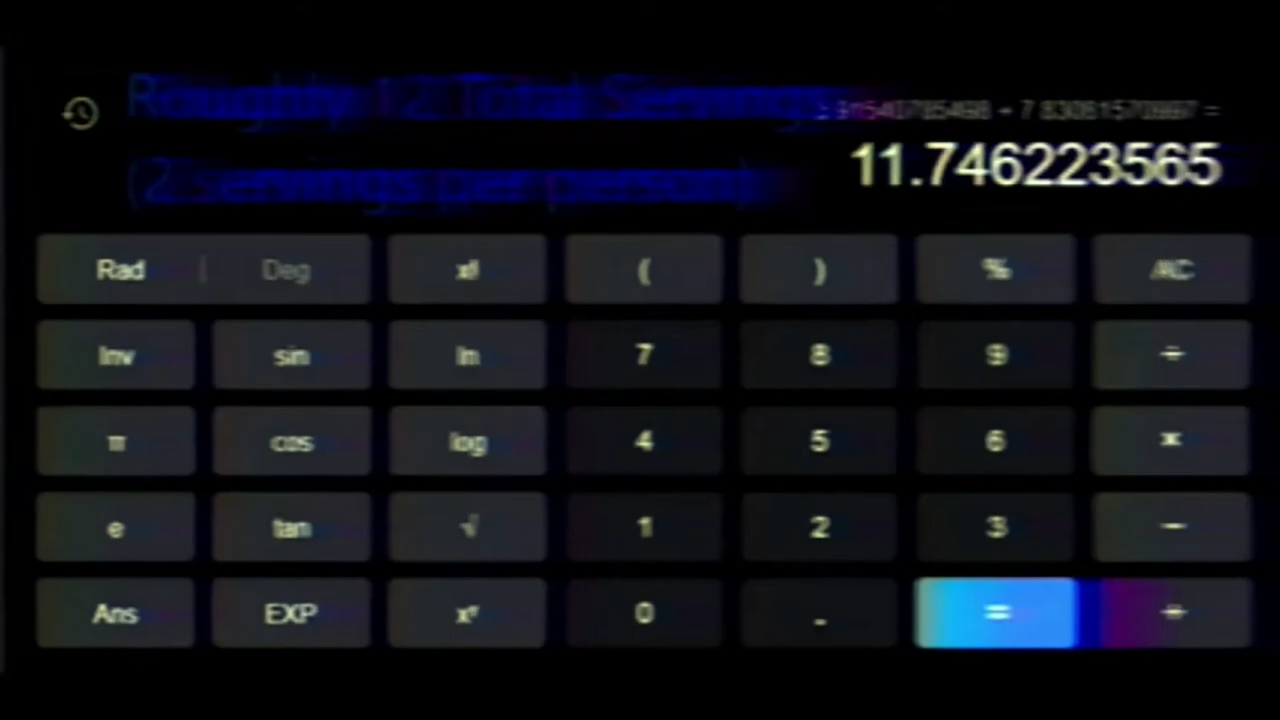 Roughly 12 Total Servings
(2 servings per person)
11.746223565
Rad | Deg x! ( ) % AC
Inv sin ln 7 8 9 ÷
π cos log 4 5 6 ×
e tan √ 1 2 3 −
Ans EXP xʸ 0 . = +